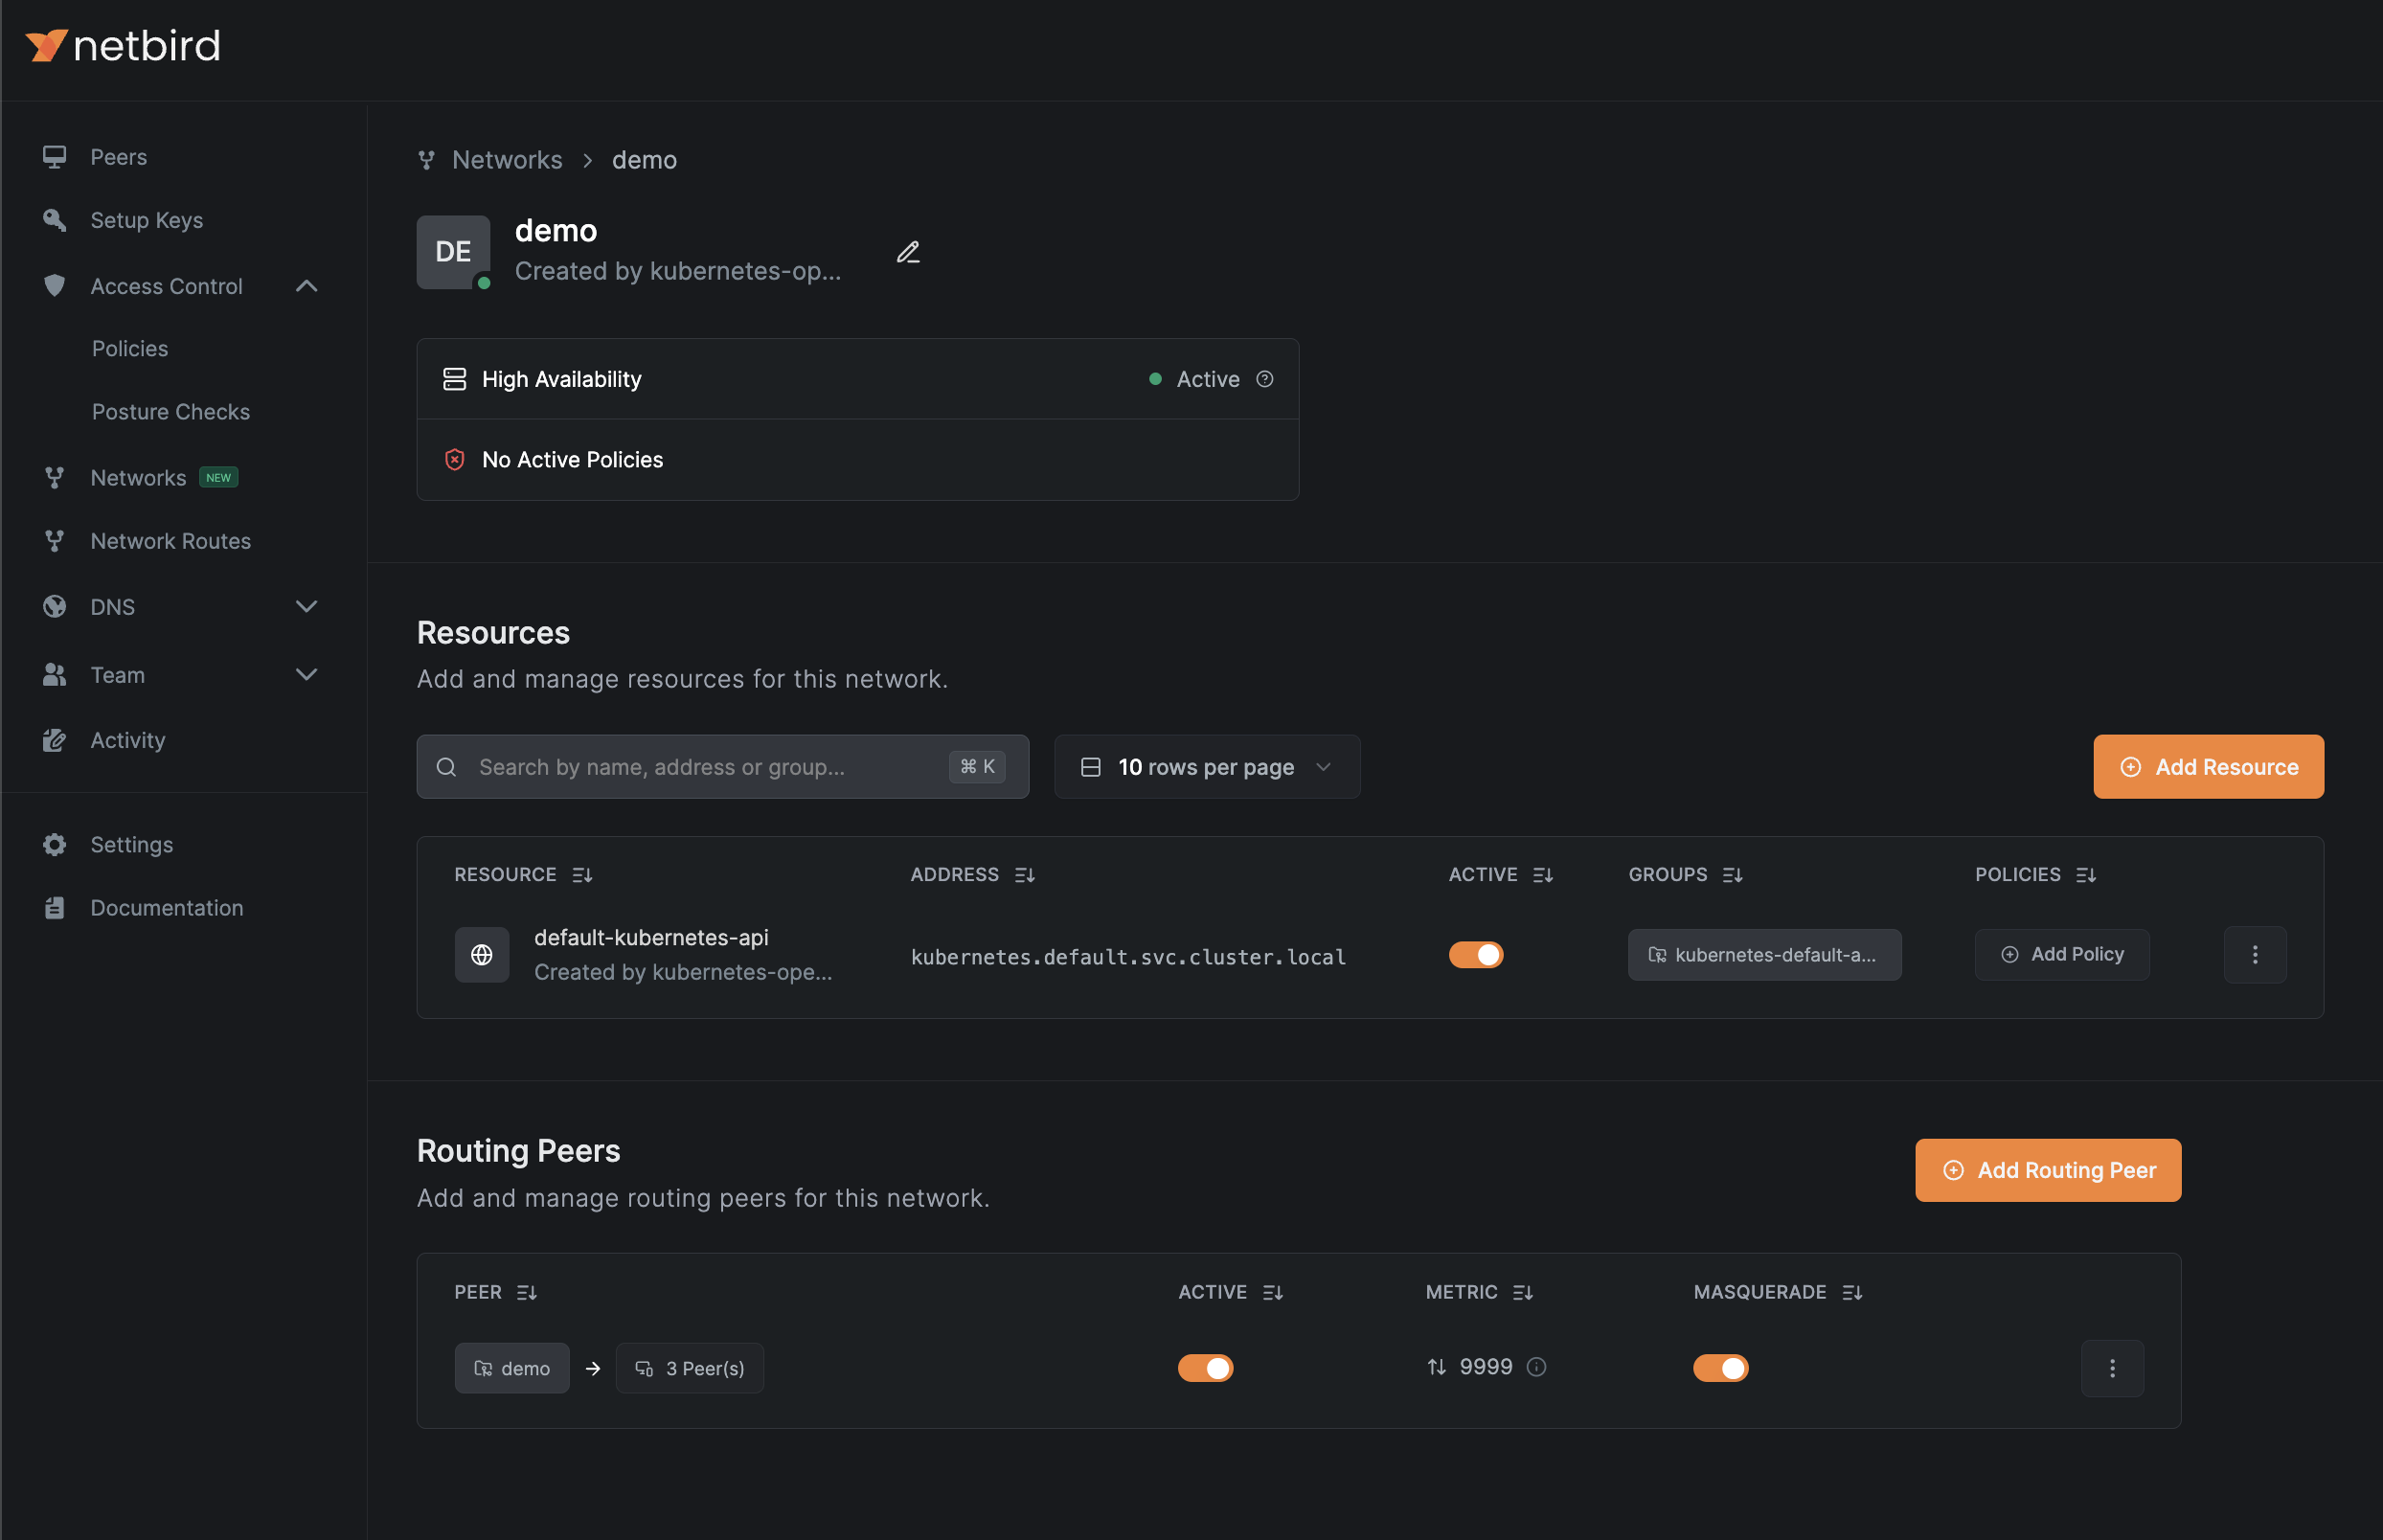 netbird
Peers
Setup Keys
Access Control
Policies
Posture Checks
Networks NEW
Network Routes
DNS
Team
Activity
Settings
Documentation
Networks > demo
DE
demo
Created by kubernetes-op...
High Availability Active
No Active Policies
Resources
Add and manage resources for this network.
Search by name, address or group... ⌘ K
10 rows per page
Add Resource
RESOURCE ADDRESS ACTIVE GROUPS POLICIES
default-kubernetes-api
Created by kubernetes-ope...
kubernetes.default.svc.cluster.local
kubernetes-default-a...
Add Policy
Routing Peers
Add and manage routing peers for this network.
Add Routing Peer
PEER ACTIVE METRIC MASQUERADE
demo → 3 Peer(s) 9999